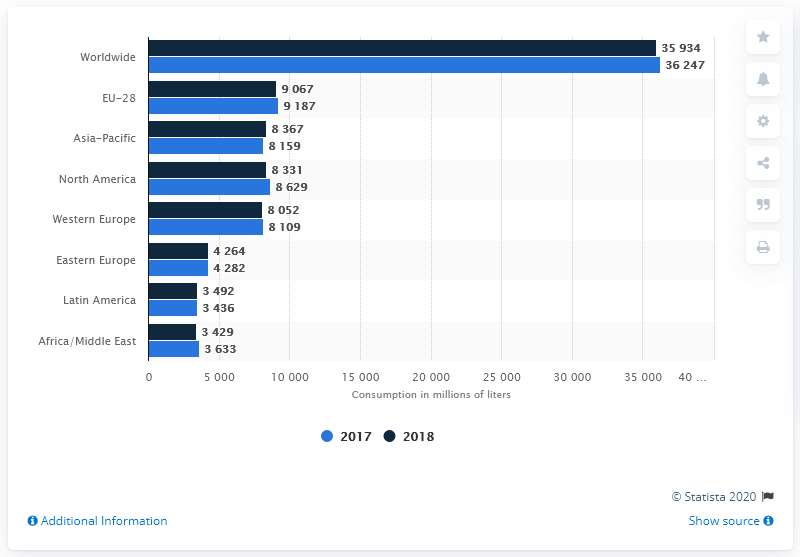 Worldwide
35 934
36 247
EU-28
9 067
9 187
Asia-Pacific
8 367
8 159
North America
8 331
8 629
Western Europe
8 052
8 109
Eastern Europe
4 264
4 282
Latin America
3 492
3 436
Africa/Middle East
3 429
3 633
0 5 000 10 000 15 000 20 000 25 000 30 000 35 000 40 ...
Consumption in millions of liters
2017 2018
© Statista 2020
Additional Information Show source